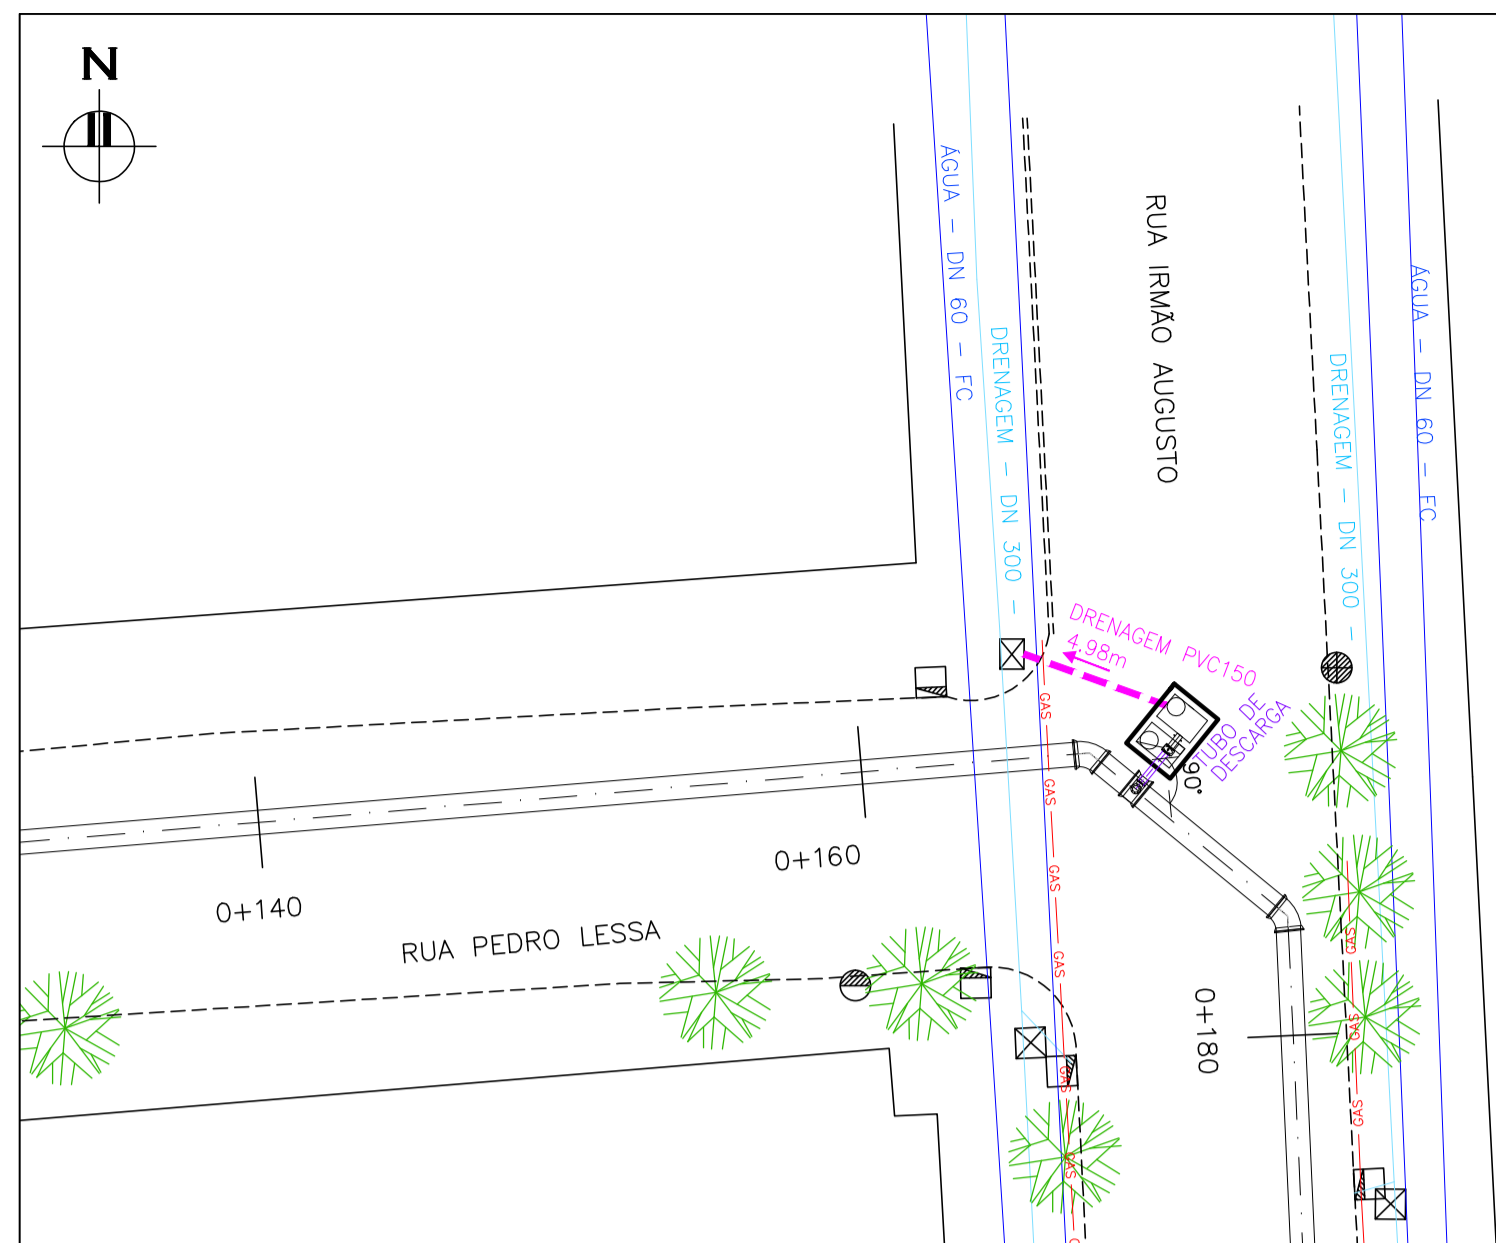 N
ÁGUA - DN 60 - FC
DRENAGEM - DN 300 -
RUA IRMÃO AUGUSTO
DRENAGEM - DN 300 -
ÁGUA - DN 60 - FC
DRENAGEM PVC150
4.98m
TUBO DE
DESCARGA
90°
GAS
GAS
GAS
GAS
GAS
GAS
GAS
GAS
GAS
0+140
0+160
RUA PEDRO LESSA
0+180